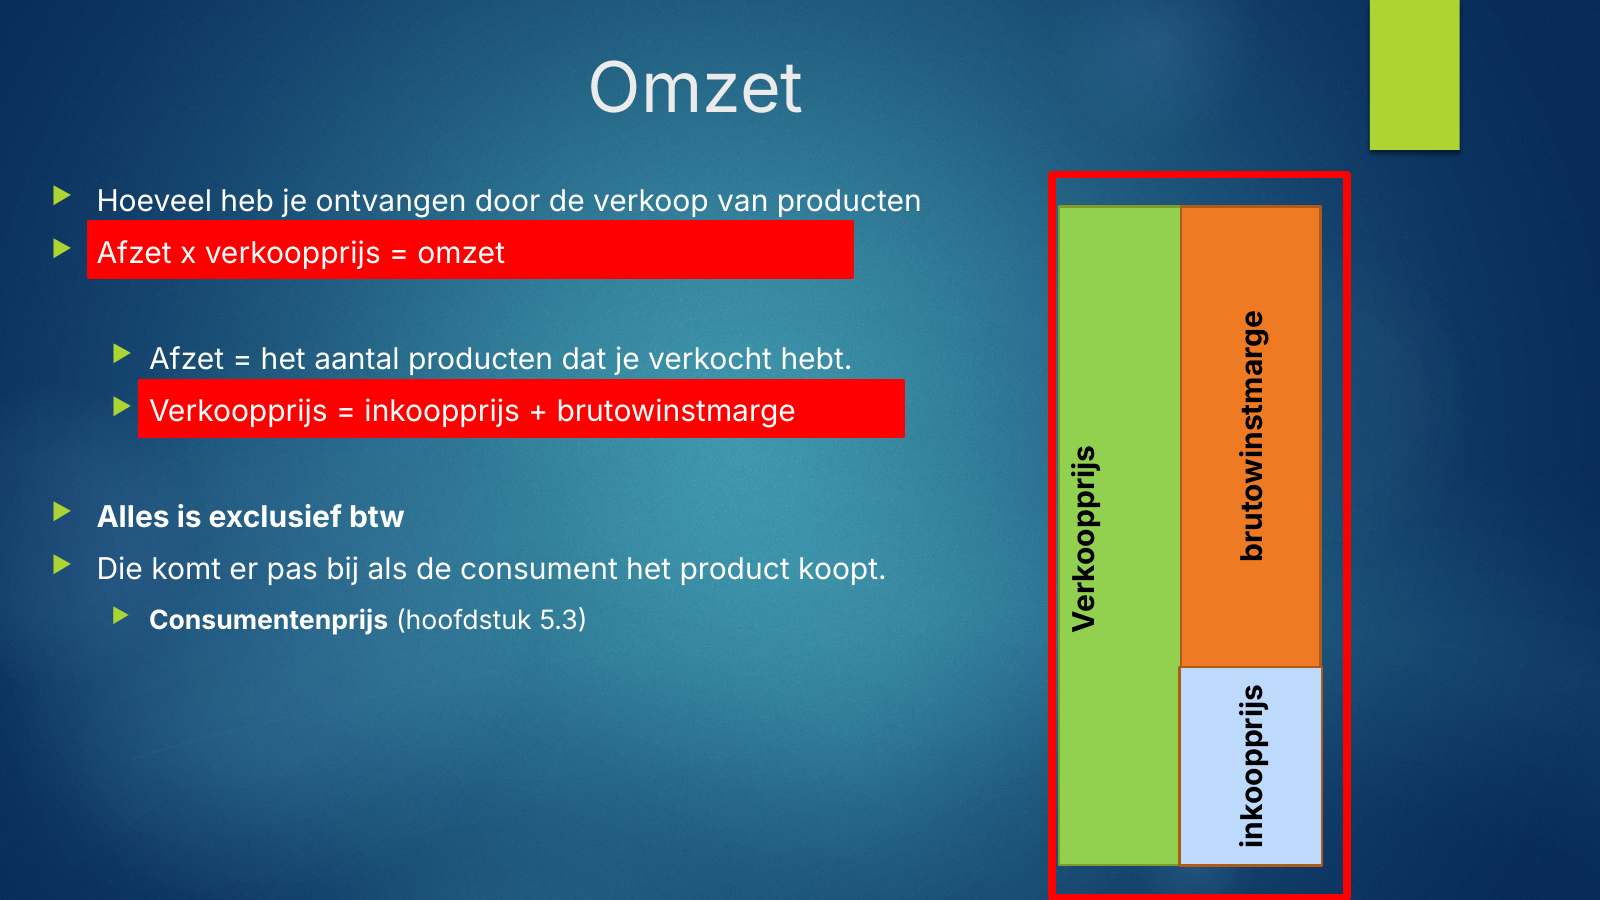 Omzet
Hoeveel heb je ontvangen door de verkoop van producten
Afzet x verkoopprijs = omzet
Afzet = het aantal producten dat je verkocht hebt.
Verkoopprijs = inkoopprijs + brutowinstmarge
Alles is exclusief btw
Die komt er pas bij als de consument het product koopt.
Consumentenprijs (hoofdstuk 5.3)
Verkoopprijs
brutowinstmarge
inkoopprijs